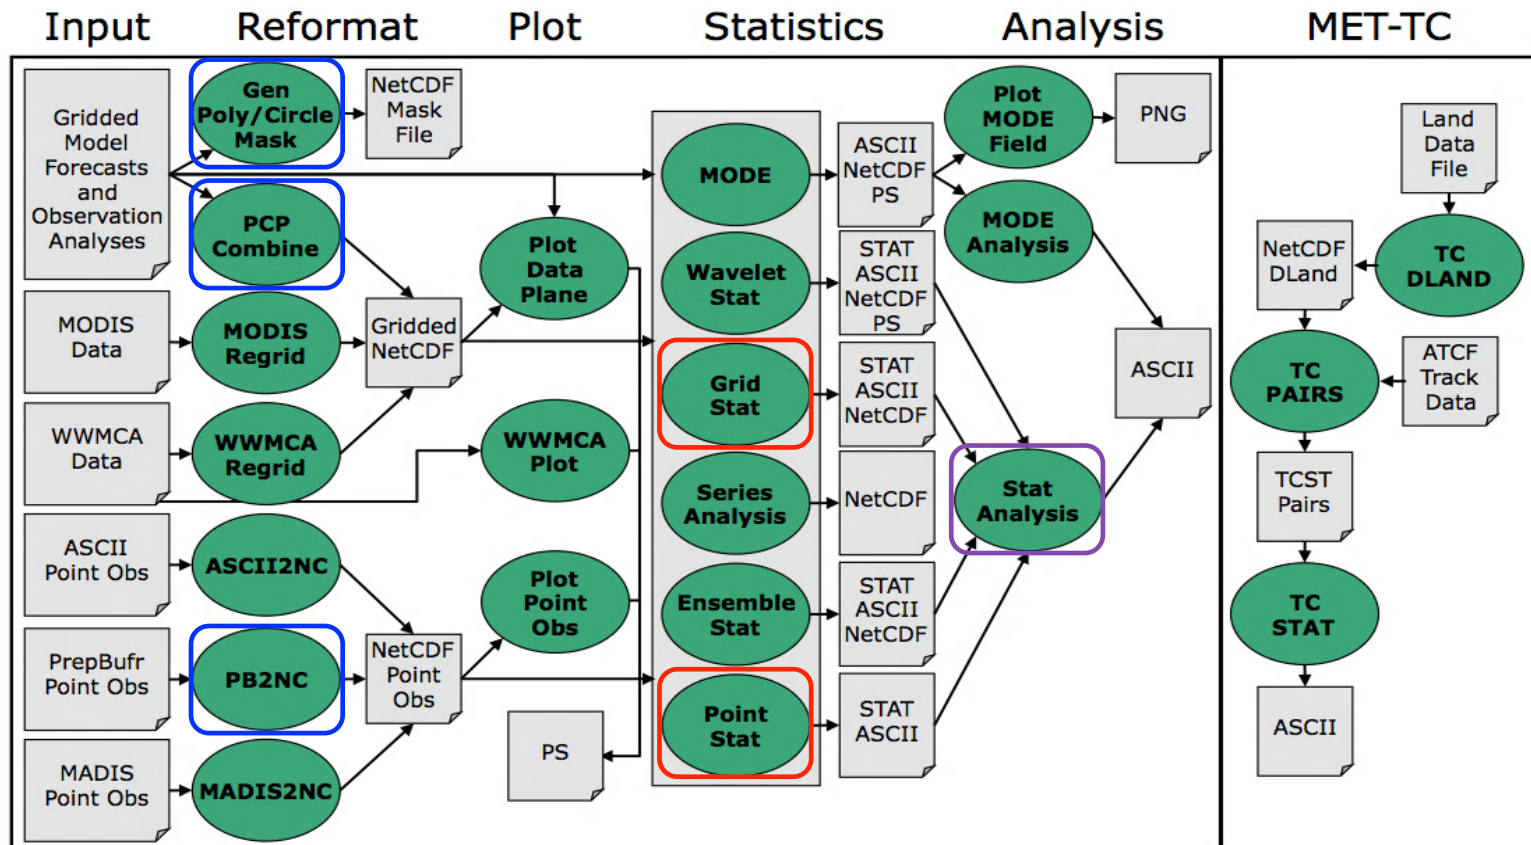 Input
Reformat
Plot
Statistics
Analysis
MET-TC
Gridded
Model
Forecasts
and
Observation
Analyses
MODIS
Data
WWMCA
Data
ASCII
Point Obs
PrepBufr
Point Obs
MADIS
Point Obs
Gen
Poly/Circle
Mask
PCP
Combine
MODIS
Regrid
WWMCA
Regrid
ASCII2NC
PB2NC
MADIS2NC
NetCDF
Mask
File
Gridded
NetCDF
NetCDF
Point
Obs
Plot
Data
Plane
WWMCA
Plot
Plot
Point
Obs
PS
MODE
Wavelet
Stat
Grid
Stat
Series
Analysis
Ensemble
Stat
Point
Stat
ASCII
NetCDF
PS
STAT
ASCII
NetCDF
PS
STAT
ASCII
NetCDF
NetCDF
STAT
ASCII
NetCDF
STAT
ASCII
Plot
MODE
Field
MODE
Analysis
Stat
Analysis
PNG
ASCII
Land
Data
File
NetCDF
DLand
TC
DLAND
TC
PAIRS
ATCF
Track
Data
TCST
Pairs
TC
STAT
ASCII